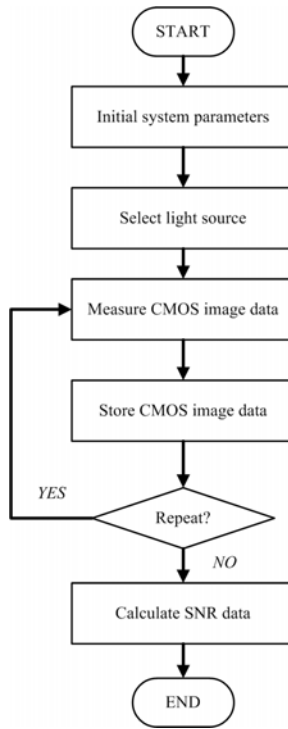 START
Initial system parameters
Select light source
Measure CMOS image data
Store CMOS image data
YES
Repeat?
NO
Calculate SNR data
END